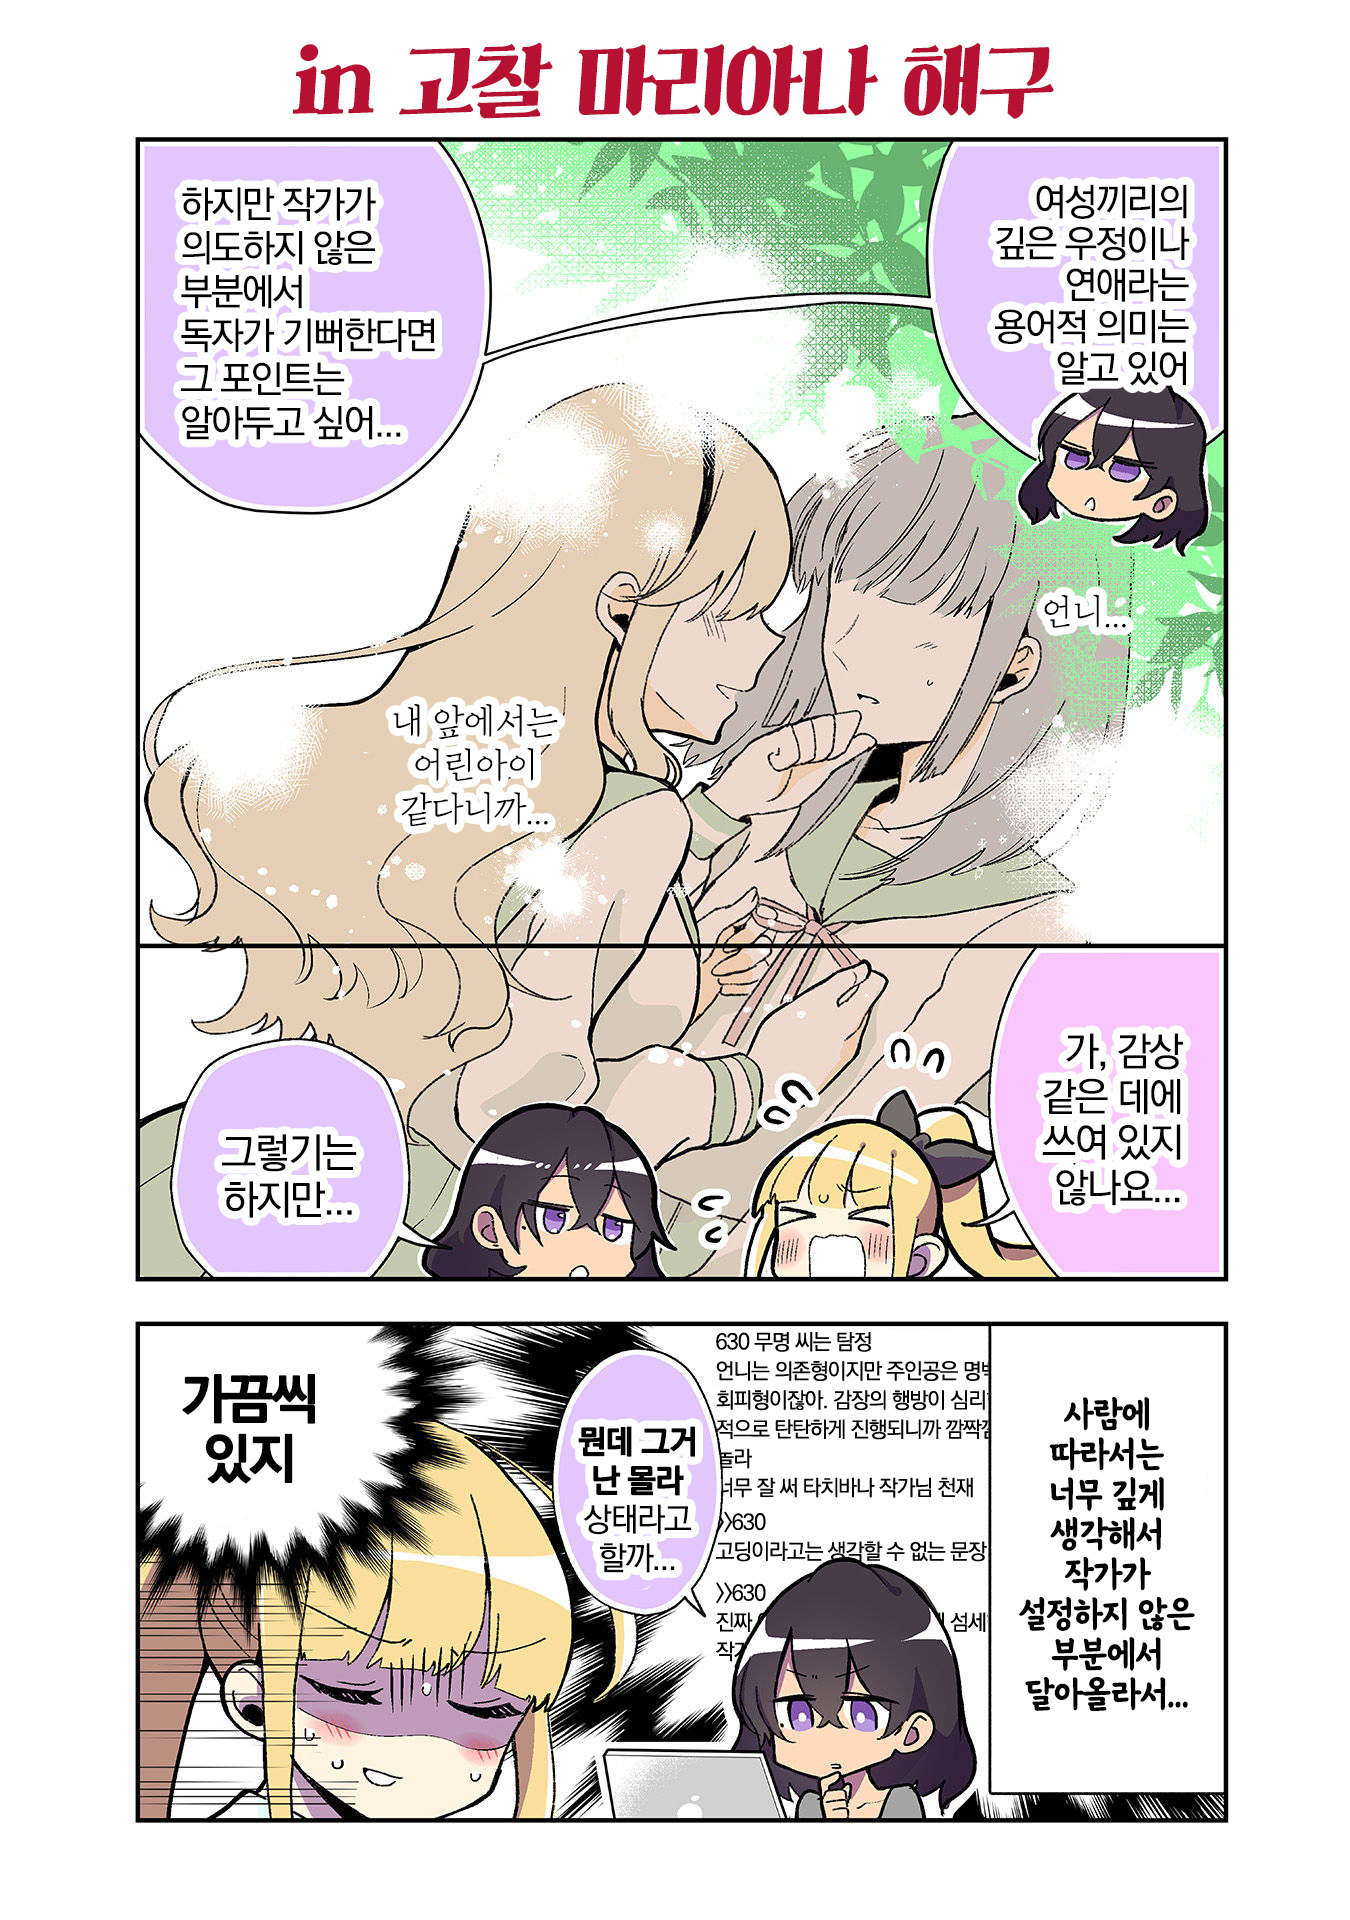 in 고찰 마리아나 해구
여성끼리의
깊은 우정이나
연애라는
용어적 의미는
알고 있어
하지만 작가가
의도하지 않은
부분에서
독자가 기뻐한다면
그 포인트는
알아두고 싶어...
언니...
내 앞에서는
어린아이
같다니까...
가, 감상
같은 데에
쓰여 있지
않나요...
그렇기는
하지만...
사람에
따라서는
너무 깊게
생각해서
작가가
설정하지 않은
부분에서
달아올라서...
630 무명 씨는 탐정
언니는 의존형이지만 주인공은 명백
회피형이잖아. 감장의 행방이 심리
적으로 탄탄하게 진행되니까 깜짝
놀라
너무 잘 써 타치바나 작가님 천재
>>630
고딩이라고는 생각할 수 없는 문장
>>630
진짜 섬세
뭔데 그거
난 몰라
상태라고
할까...
가끔씩
있지